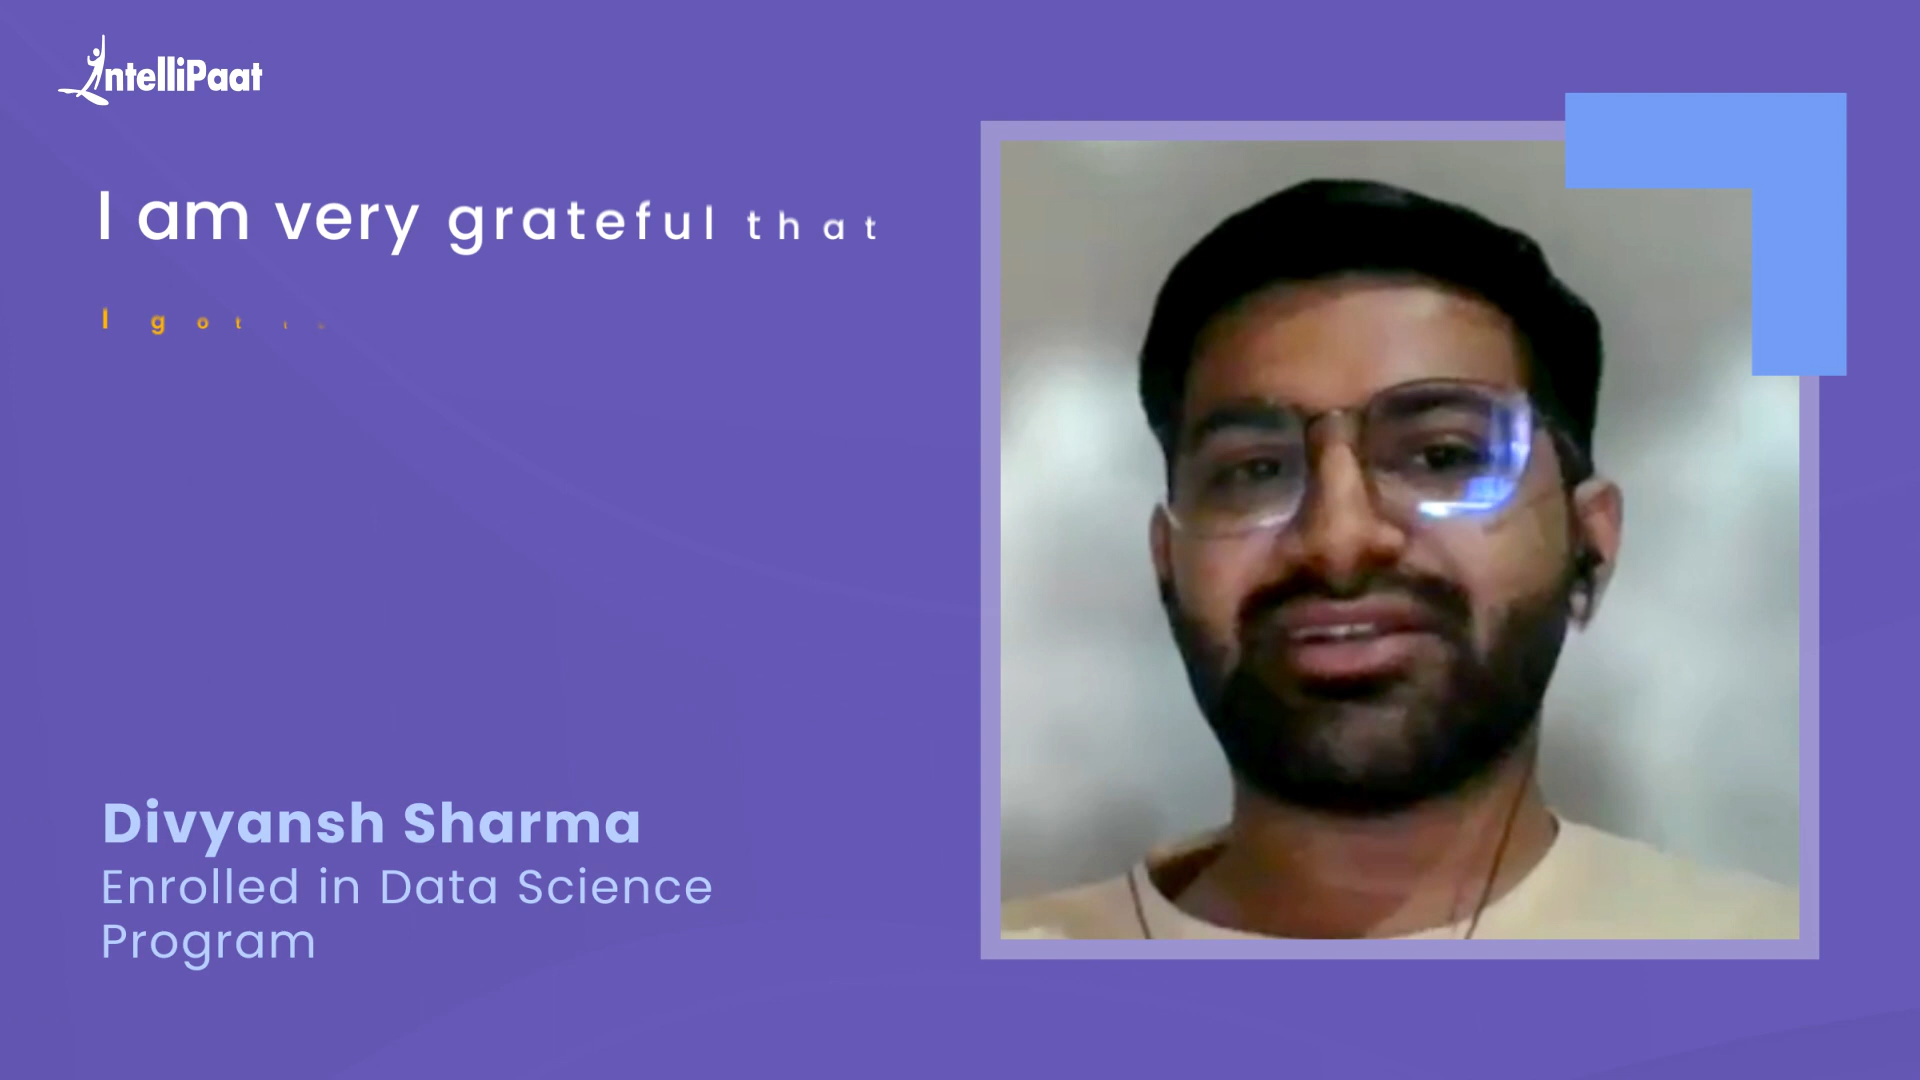 IntelliPaat
I am very grateful that
I got
Divyansh Sharma
Enrolled in Data Science
Program